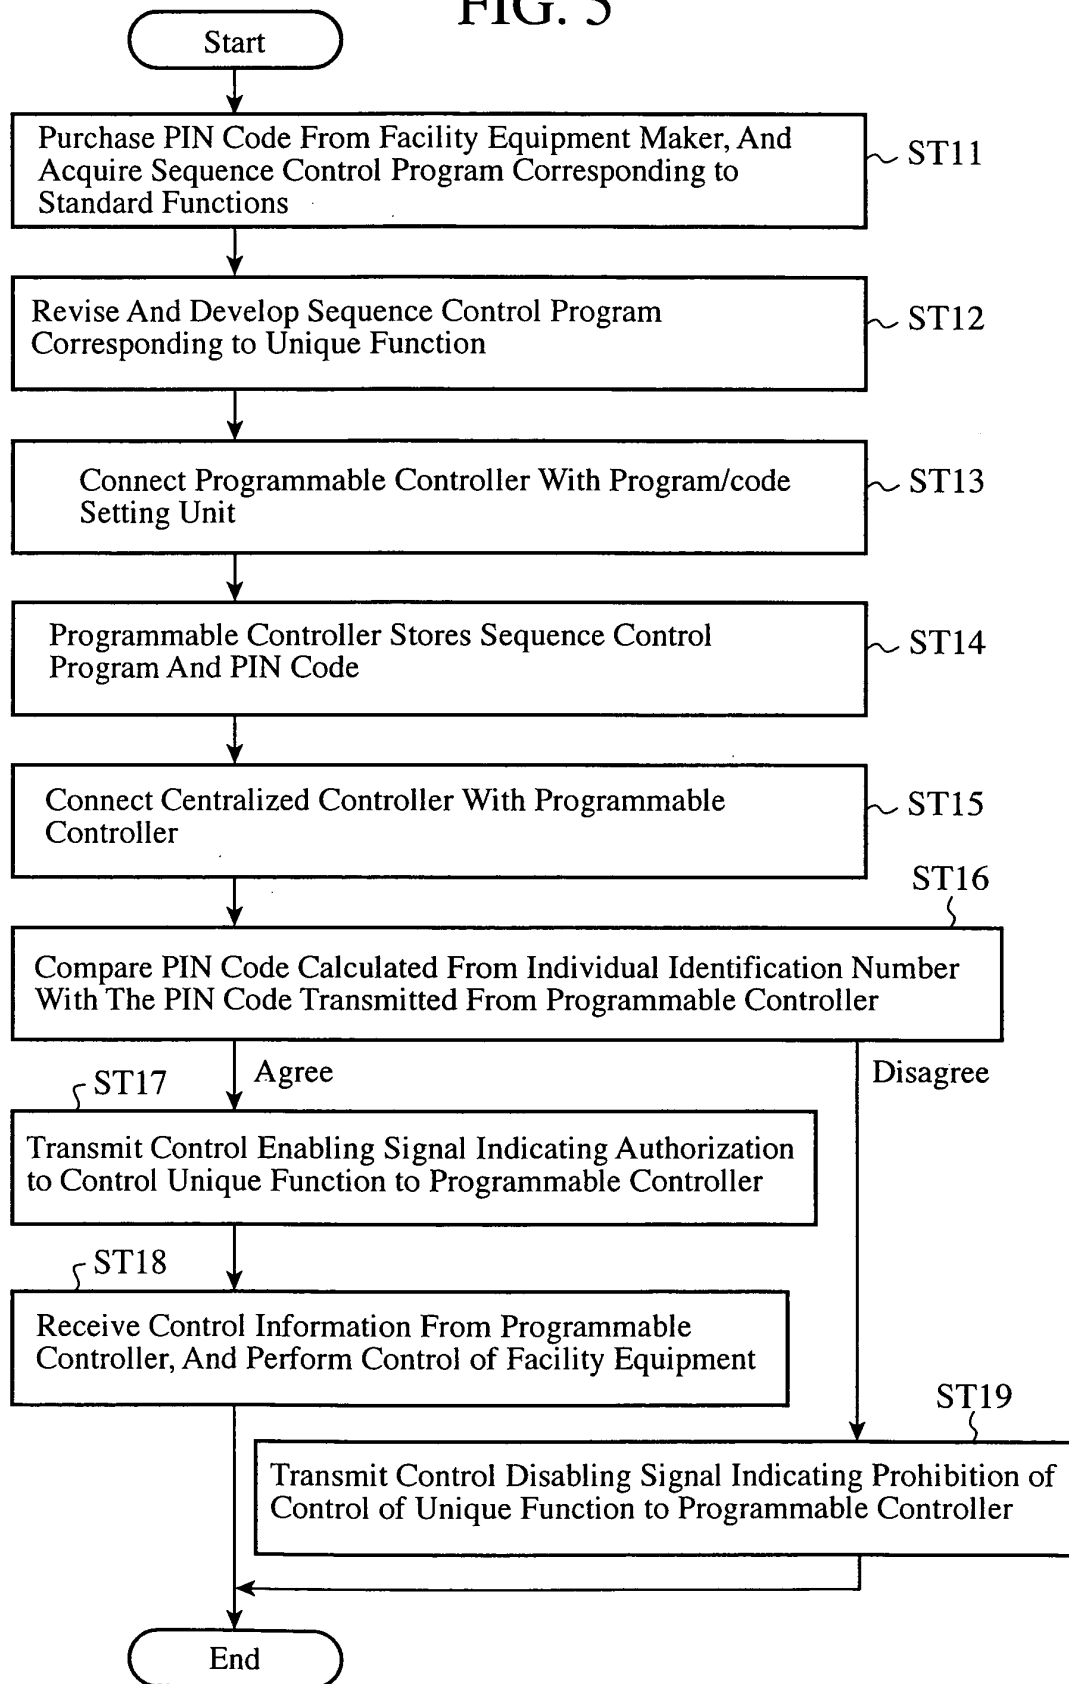 FIG. 5
Start
Purchase PIN Code From Facility Equipment Maker, And
Acquire Sequence Control Program Corresponding to
Standard Functions
ST11
Revise And Develop Sequence Control Program
Corresponding to Unique Function
ST12
Connect Programmable Controller With Program/code
Setting Unit
ST13
Programmable Controller Stores Sequence Control
Program And PIN Code
ST14
Connect Centralized Controller With Programmable
Controller
ST15
ST16
Compare PIN Code Calculated From Individual Identification Number
With The PIN Code Transmitted From Programmable Controller
Agree
Disagree
ST17
Transmit Control Enabling Signal Indicating Authorization
to Control Unique Function to Programmable Controller
ST18
Receive Control Information From Programmable
Controller, And Perform Control of Facility Equipment
ST19
Transmit Control Disabling Signal Indicating Prohibition of
Control of Unique Function to Programmable Controller
End